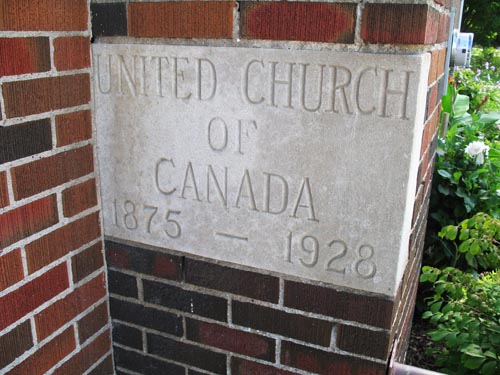 UNITED CHURCH
OF
CANADA
1875 — 1928